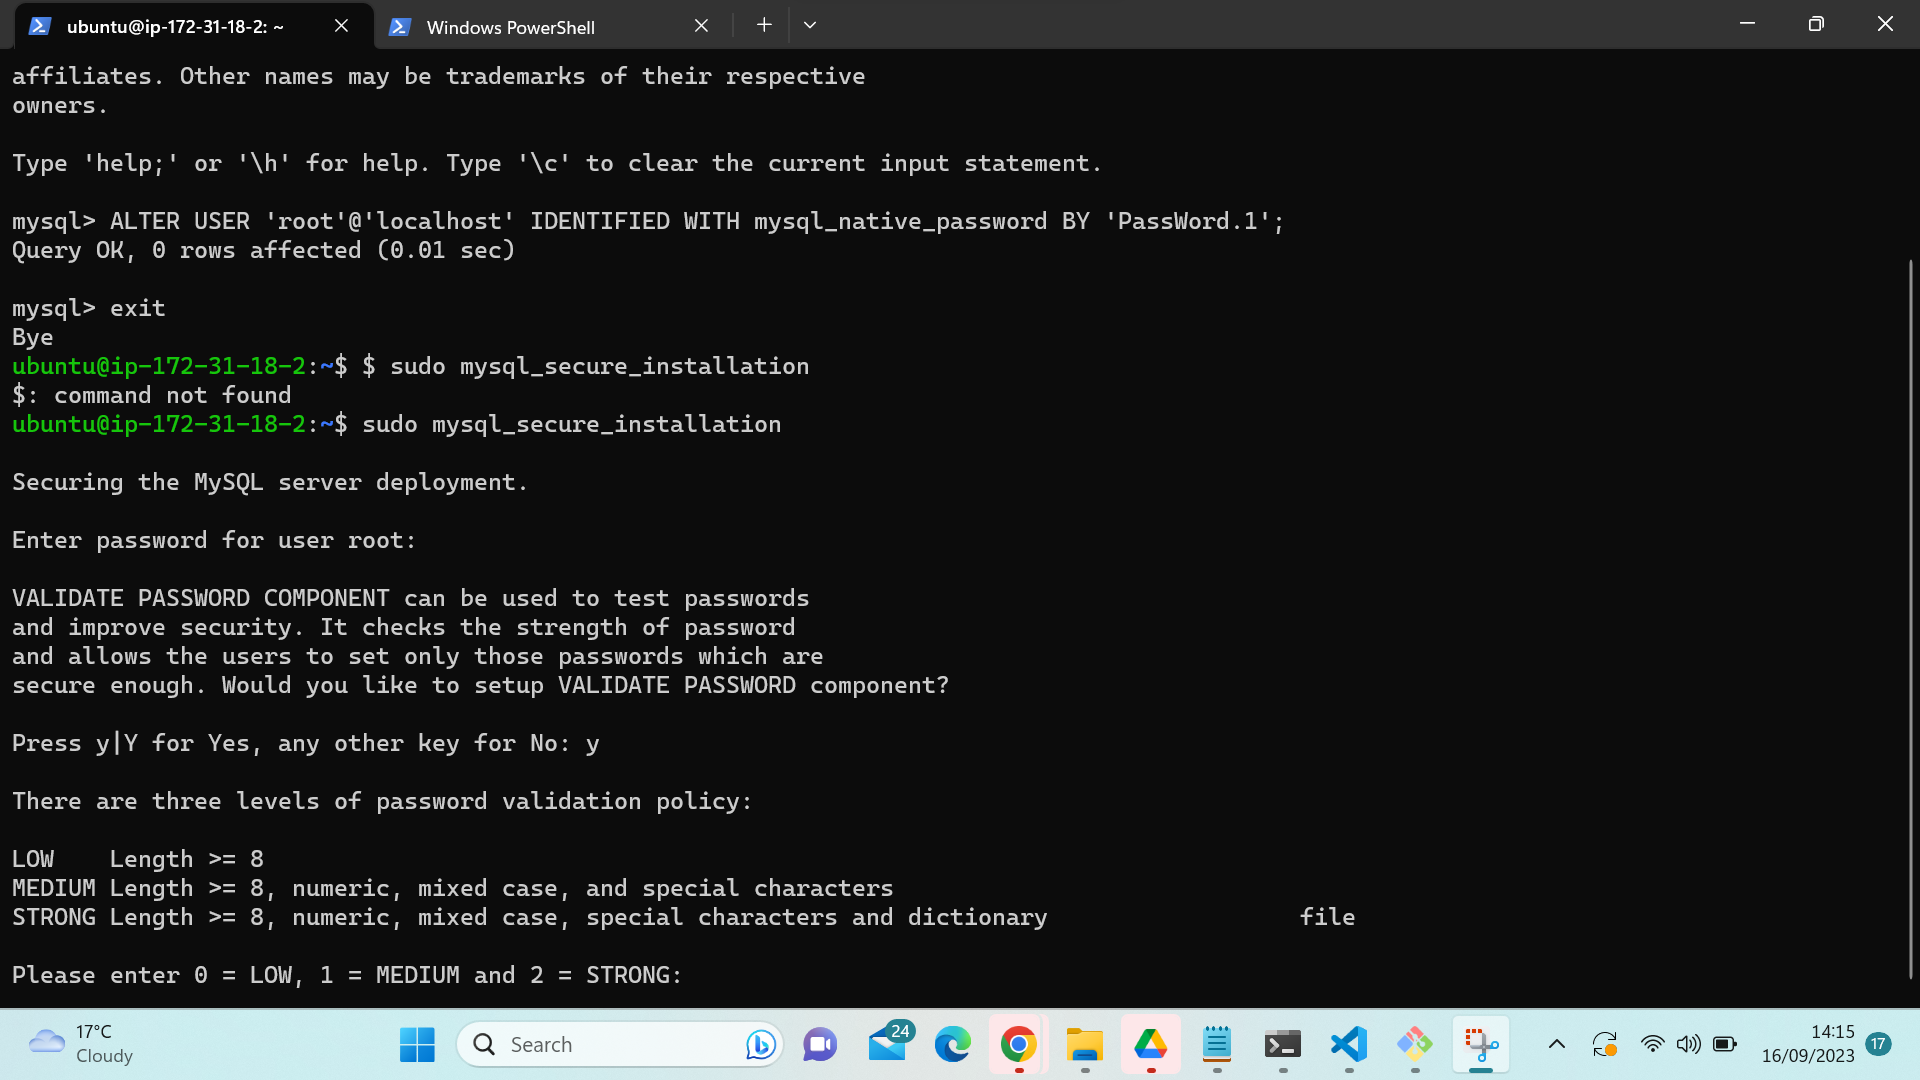 ubuntu@ip-172-31-18-2: ~
Windows PowerShell
affiliates. Other names may be trademarks of their respective
owners.
Type 'help;' or '\h' for help. Type '\c' to clear the current input statement.
mysql> ALTER USER 'root'@'localhost' IDENTIFIED WITH mysql_native_password BY 'PassWord.1';
Query OK, 0 rows affected (0.01 sec)
mysql> exit
Bye
ubuntu@ip-172-31-18-2:~$ $ sudo mysql_secure_installation
$: command not found
ubuntu@ip-172-31-18-2:~$ sudo mysql_secure_installation
Securing the MySQL server deployment.
Enter password for user root:
VALIDATE PASSWORD COMPONENT can be used to test passwords
and improve security. It checks the strength of password
and allows the users to set only those passwords which are
secure enough. Would you like to setup VALIDATE PASSWORD component?
Press y|Y for Yes, any other key for No: y
There are three levels of password validation policy:
LOW    Length >= 8
MEDIUM Length >= 8, numeric, mixed case, and special characters
STRONG Length >= 8, numeric, mixed case, special characters and dictionary                  file
Please enter 0 = LOW, 1 = MEDIUM and 2 = STRONG:
17°C
Cloudy
Search
24
14:15
16/09/2023
17